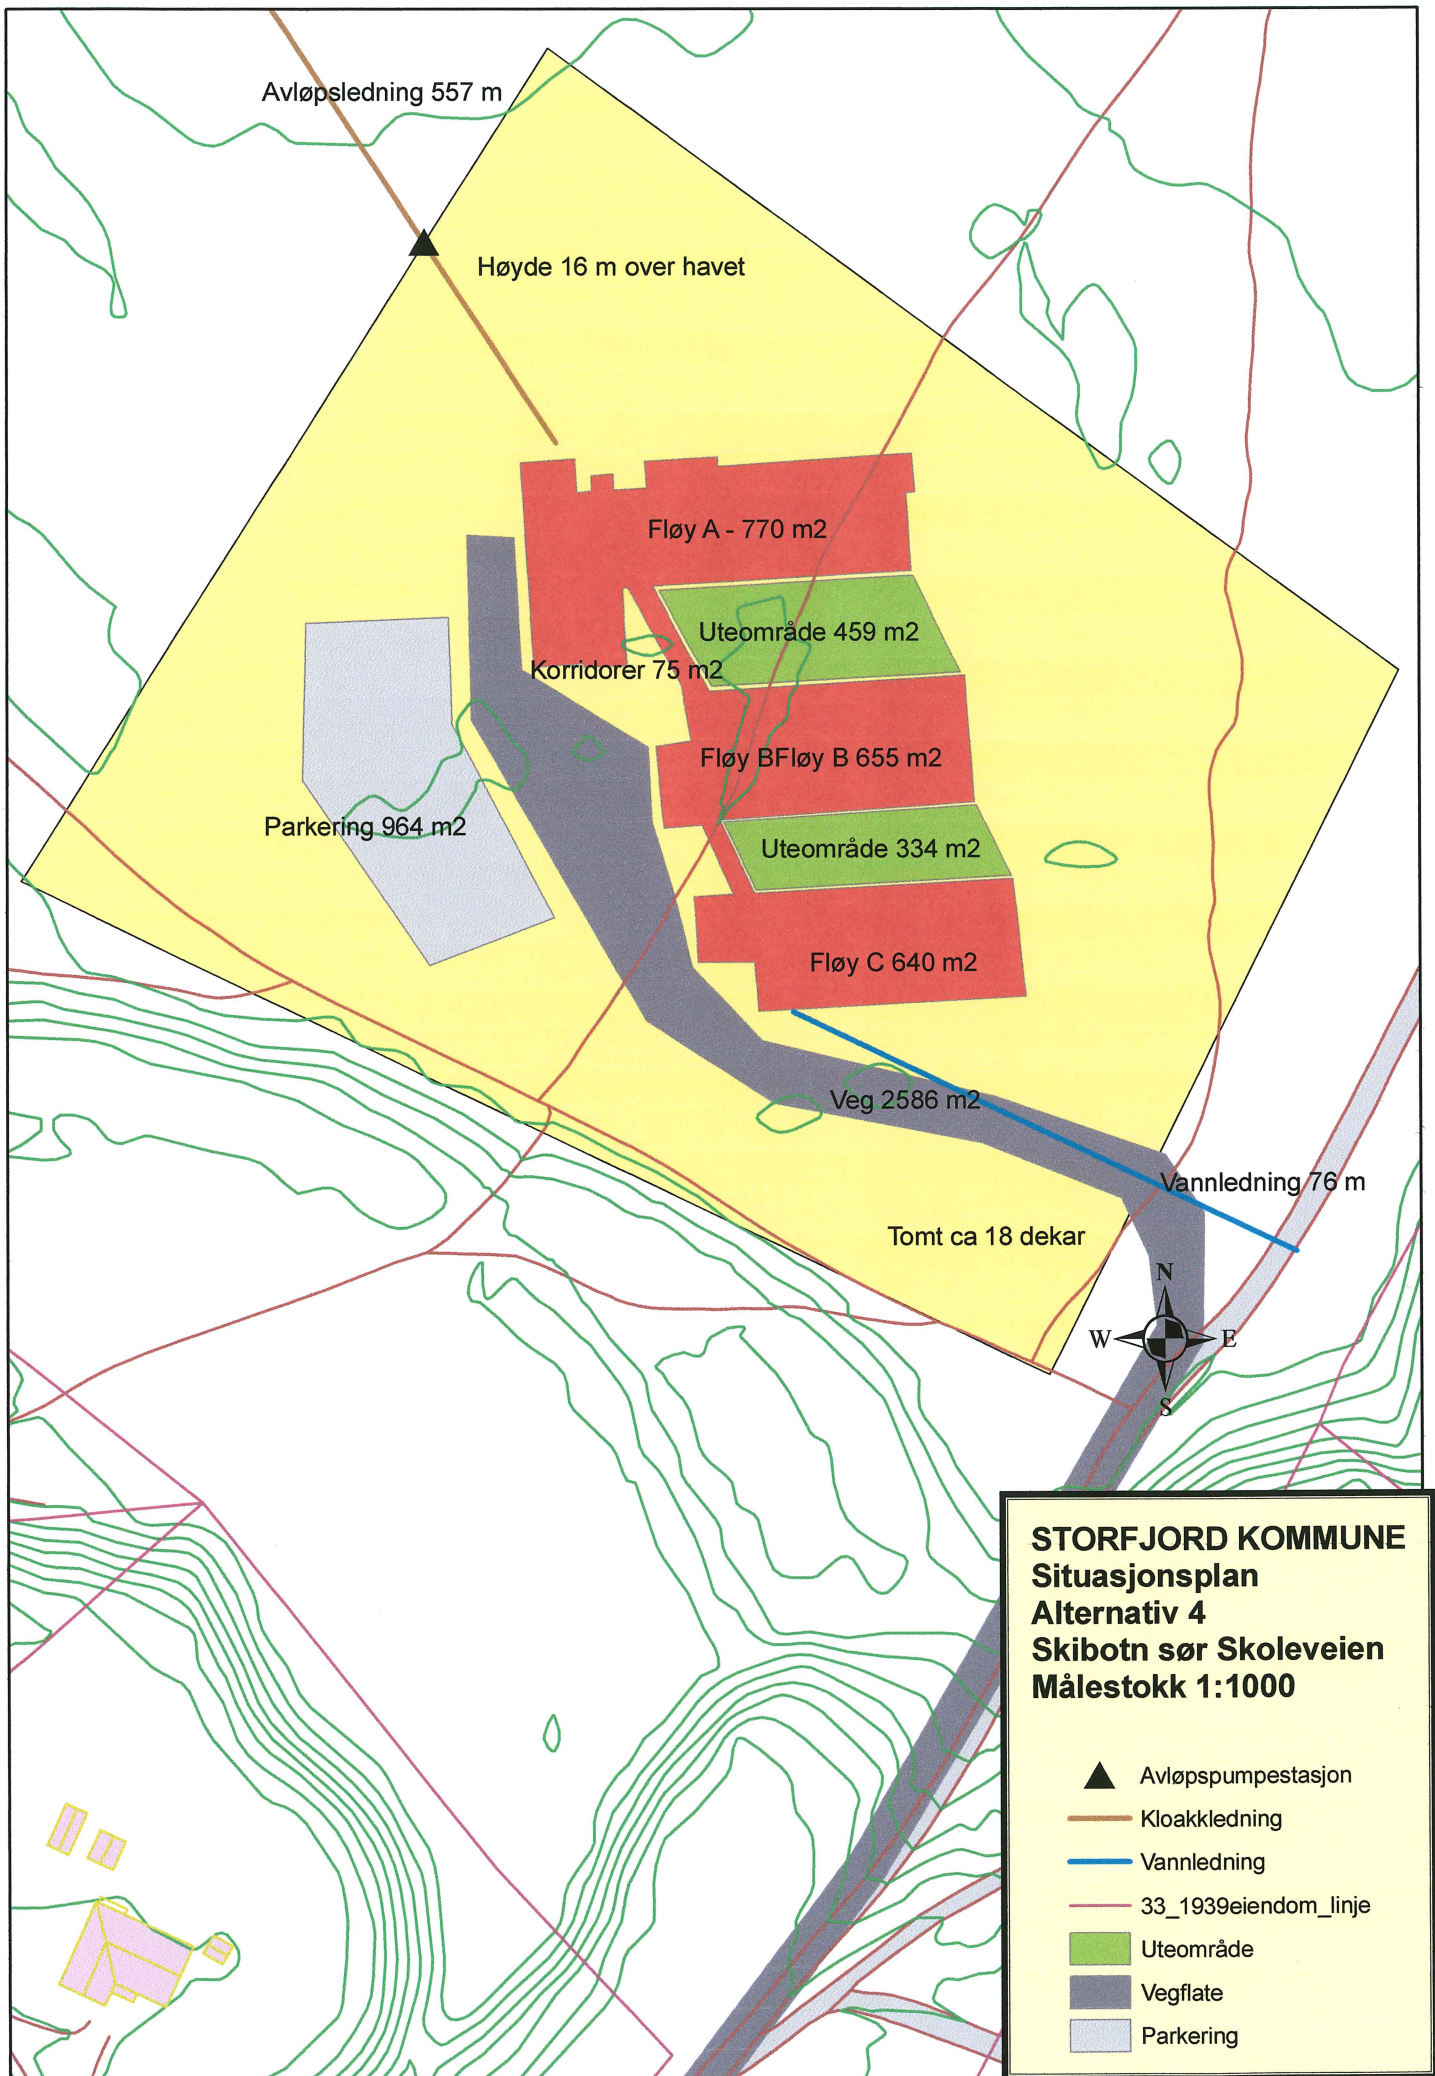 Avløpsledning 557 m
Høyde 16 m over havet
Fløy A - 770 m2
Uteområde 459 m2
Korridorer 75 m2
Fløy BFløy B 655 m2
Parkering 964 m2
Uteområde 334 m2
Fløy C 640 m2
Veg 2586 m2
Vannledning 76 m
Tomt ca 18 dekar
N
W E
S
STORFJORD KOMMUNE
Situasjonsplan
Alternativ 4
Skibotn sør Skoleveien
Målestokk 1:1000
Avløpspumpestasjon
Kloakkledning
Vannledning
33_1939eiendom_linje
Uteområde
Vegflate
Parkering